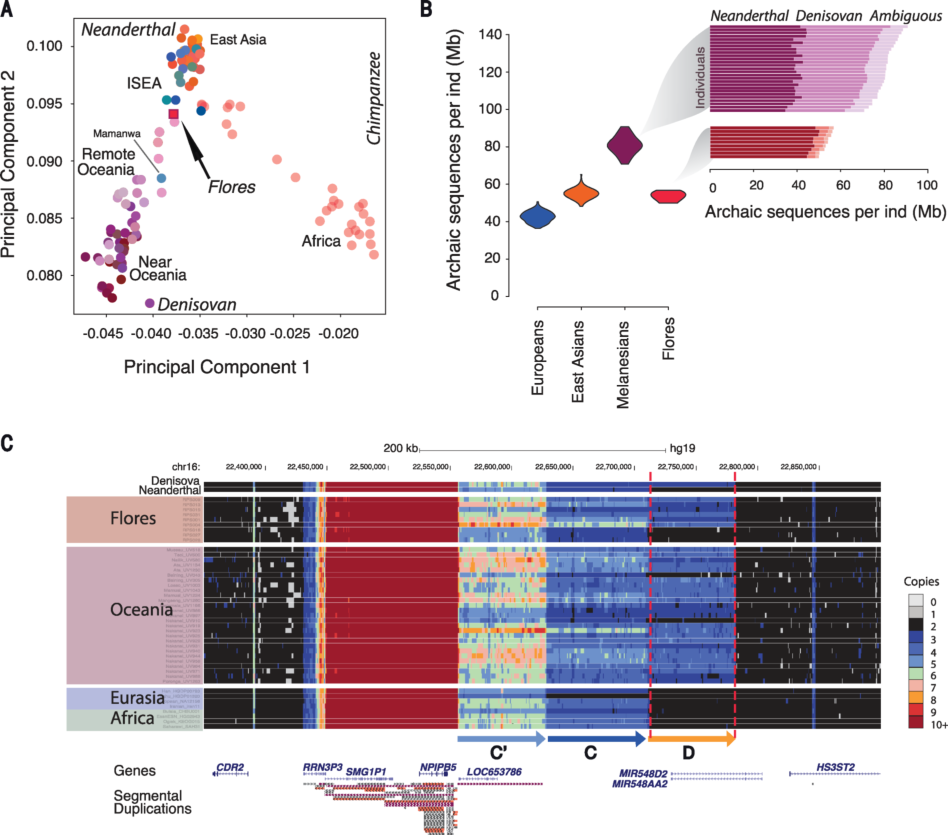 A
Neanderthal
East Asia
ISEA
Mamanwa
Remote
Oceania
Flores
Chimpanzee
Africa
Near
Oceania
Denisovan
0.100
0.095
0.090
0.085
0.080
Principal Component 2
-0.045 -0.040 -0.035 -0.030 -0.025 -0.020
Principal Component 1
B
Archaic sequences per ind (Mb)
140
120
100
80
60
40
20
0
Europeans
East Asians
Melanesians
Flores
Neanderthal Denisovan Ambiguous
Individuals
0 20 40 60 80 100
Archaic sequences per ind (Mb)
C
200 kb hg19
chr16: 22,400,000 22,450,000 22,500,000 22,550,000 22,600,000 22,650,000 22,700,000 22,750,000 22,800,000 22,850,000
Denisova
Neanderthal
Flores
Oceania
Eurasia
Africa
Copies
0
1
2
3
4
5
6
7
8
9
10+
C' C D
Genes CDR2 RRN3P3 SMG1P1 NPIPB5 LOC653786 MIR548D2 HS3ST2
MIR548AA2
Segmental
Duplications